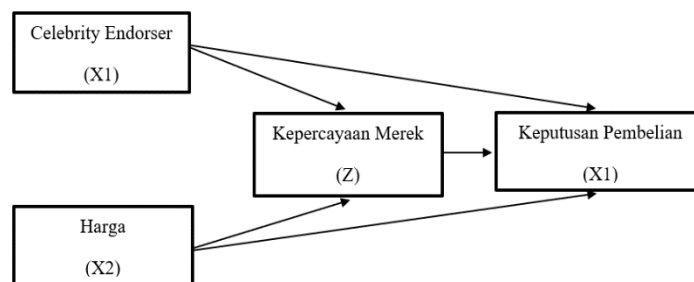 Celebrity Endorser
(X1)
Kepercayaan Merek
(Z)
Keputusan Pembelian
(X1)
Harga
(X2)